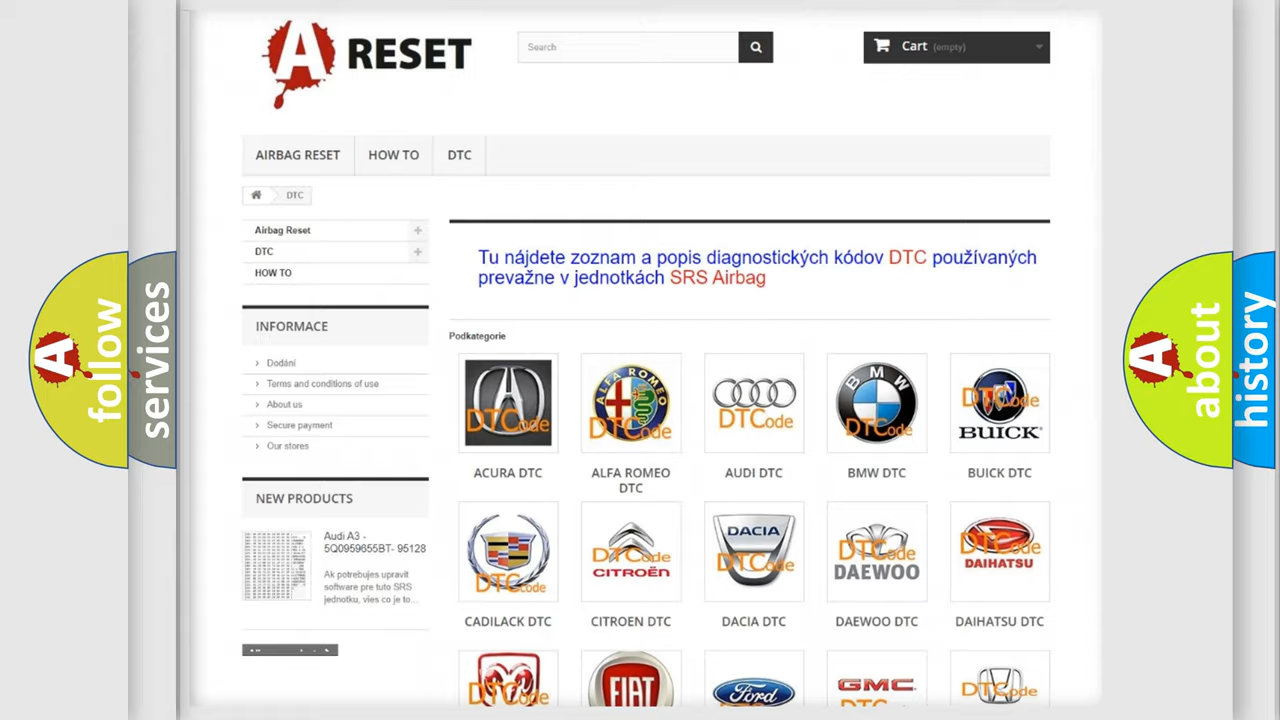 A RESET
Search
Cart (empty)
AIRBAG RESET
HOW TO
DTC
DTC
Airbag Reset
DTC
HOW TO
INFORMACE
Dodání
Terms and conditions of use
About us
Secure payment
Our stores
NEW PRODUCTS
Audi A3 -
5Q0959655BT- 95128
Ak potrebujes upravit
software pre tuto SRS
jednotku, vies co je to...
Tu nájdete zoznam a popis diagnostických kódov DTC používaných
prevažne v jednotkách SRS Airbag
Podkategorie
DTCode
ALFA ROMEO
DTCode
DTCode
BMW
DTCode
DTCode
BUICK
ACURA DTC
ALFA ROMEO
DTC
AUDI DTC
BMW DTC
BUICK DTC
DTCode
DTCode
CITROËN
DACIA
DTCode
DTCode
DAEWOO
DTCode
DAIHATSU
CADILACK DTC
CITROEN DTC
DACIA DTC
DAEWOO DTC
DAIHATSU DTC
DTCode
FIAT
Ford
GMC
DTCode
A follow
services
A about
history